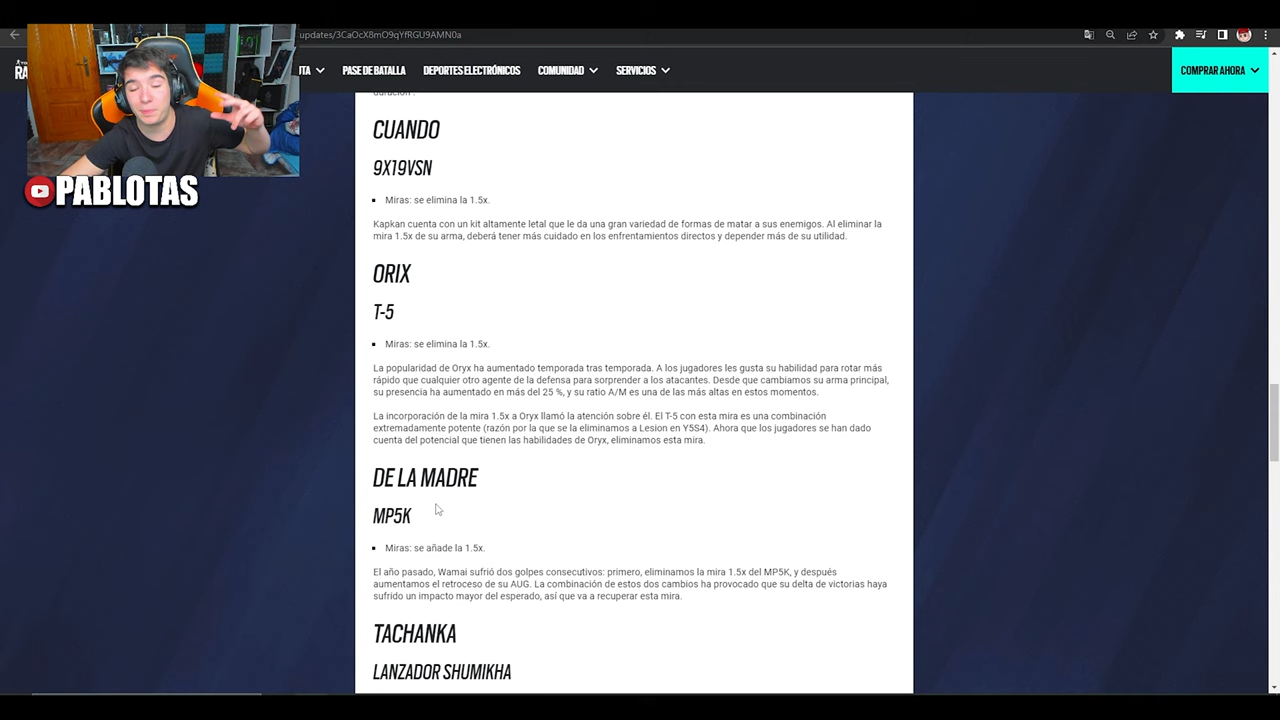 updates/3CaOcX8mO9qYfRGU9AMN0a
RA
UTA
PASE DE BATALLA
DEPORTES ELECTRÓNICOS
COMUNIDAD
SERVICIOS
COMPRAR AHORA
PABLOTAS
duración .
CUANDO
9X19VSN
Miras: se elimina la 1.5x.
Kapkan cuenta con un kit altamente letal que le da una gran variedad de formas de matar a sus enemigos. Al eliminar la
mira 1.5x de su arma, deberá tener más cuidado en los enfrentamientos directos y depender más de su utilidad.
ORIX
T-5
Miras: se elimina la 1.5x.
La popularidad de Oryx ha aumentado temporada tras temporada. A los jugadores les gusta su habilidad para rotar más
rápido que cualquier otro agente de la defensa para sorprender a los atacantes. Desde que cambiamos su arma principal,
su presencia ha aumentado en más del 25 %, y su ratio A/M es una de las más altas en estos momentos.
La incorporación de la mira 1.5x a Oryx llamó la atención sobre él. El T-5 con esta mira es una combinación
extremadamente potente (razón por la que se la eliminamos a Lesion en Y5S4). Ahora que los jugadores se han dado
cuenta del potencial que tienen las habilidades de Oryx, eliminamos esta mira.
DE LA MADRE
MP5K
Miras: se añade la 1.5x.
El año pasado, Wamai sufrió dos golpes consecutivos: primero, eliminamos la mira 1.5x del MP5K, y después
aumentamos el retroceso de su AUG. La combinación de estos dos cambios ha provocado que su delta de victorias haya
sufrido un impacto mayor del esperado, así que va a recuperar esta mira.
TACHANKA
LANZADOR SHUMIKHA